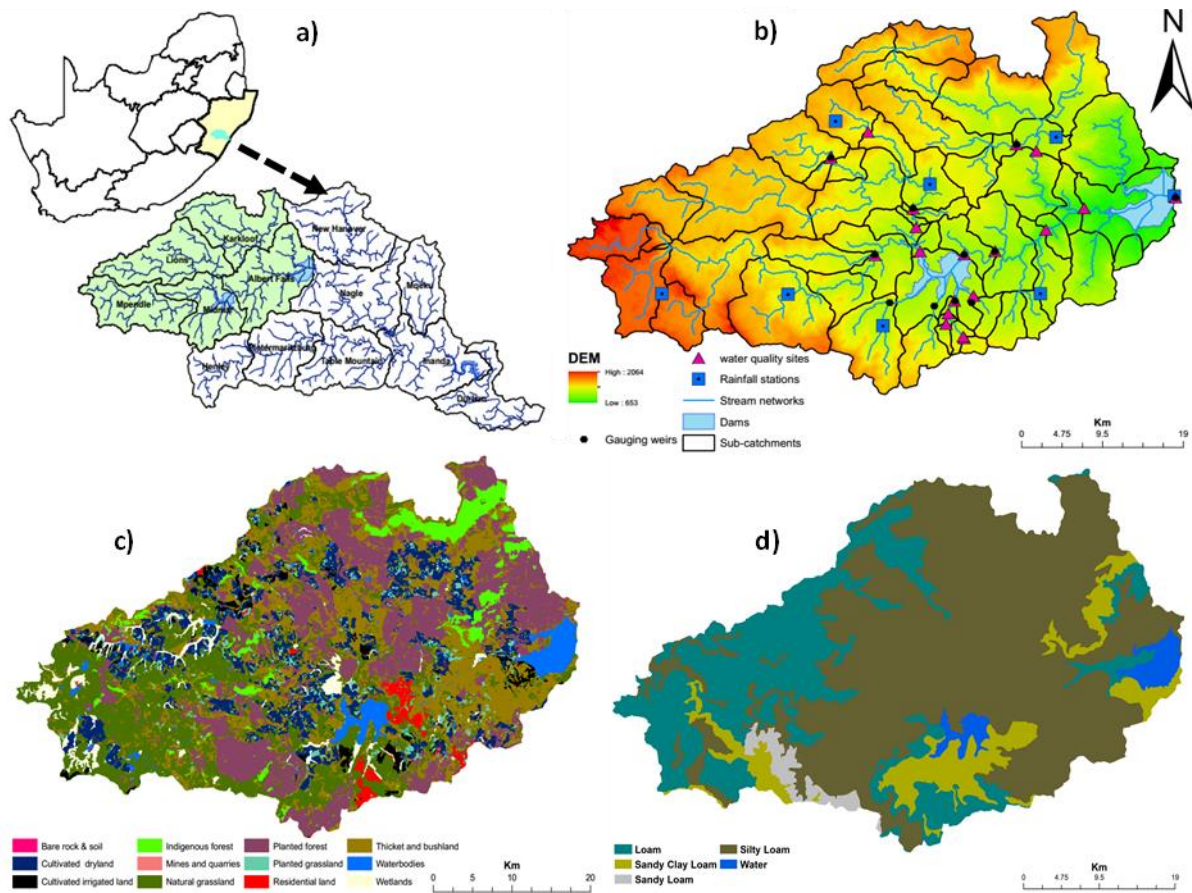 a)
New Hanover
Karkloof
Lions
Albert Falls
Mpendle
Midmar
Nagle
Mqeku
Pietermaritzburg
Henley
Table Mountain
Inanda
Durban
b)
N
DEM
High : 2064
Low : 653
water quality sites
Rainfall stations
Stream networks
Dams
Gauging weirs
Sub-catchments
Km
0 4.75 9.5 19
c)
Bare rock & soil
Indigenous forest
Planted forest
Thicket and bushland
Cultivated dryland
Mines and quarries
Planted grassland
Waterbodies
Cultivated irrigated land
Natural grassland
Residential land
Wetlands
Km
0 10 20
d)
Loam
Silty Loam
Sandy Clay Loam
Water
Sandy Loam
Km
0 4.75 9.5 19